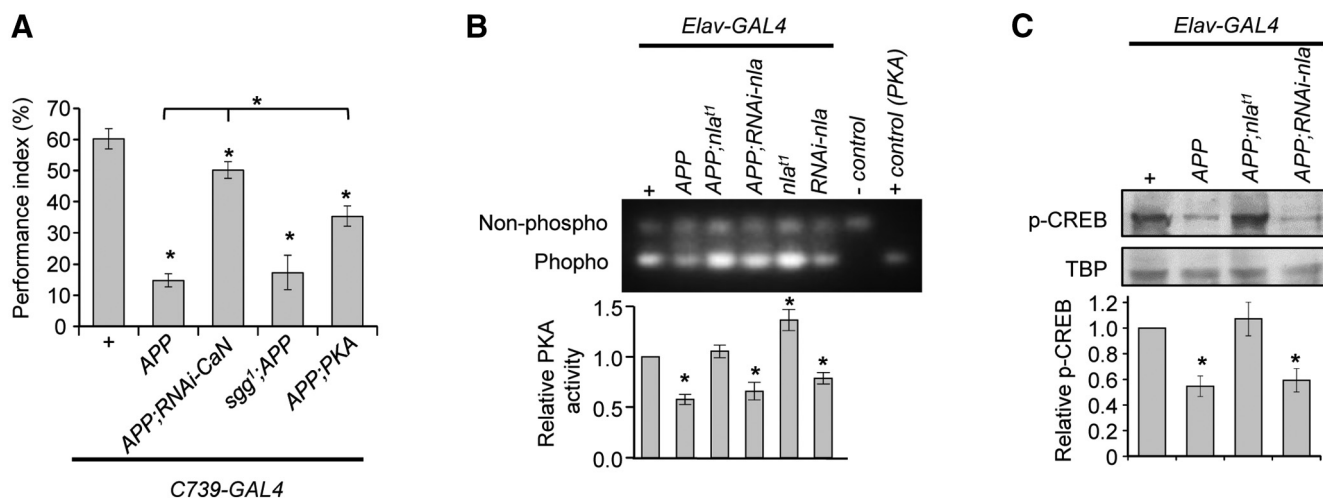 A
Performance index (%)
70
60
50
40
30
20
10
0
*
*
*
*
*
+
APP
APP;RNAi-CaN
sgg1;APP
APP;PKA
C739-GAL4
B
Elav-GAL4
+
APP
APP;nlat1
APP;RNAi-nla
nlat1
RNAi-nla
- control
+ control (PKA)
Non-phospho
Phopho
Relative PKA
activity
1.5
1.0
0.5
0.0
*
*
*
*
C
Elav-GAL4
+
APP
APP;nlat1
APP;RNAi-nla
p-CREB
TBP
Relative p-CREB
1.2
1.0
0.8
0.6
0.4
0.2
0
*
*